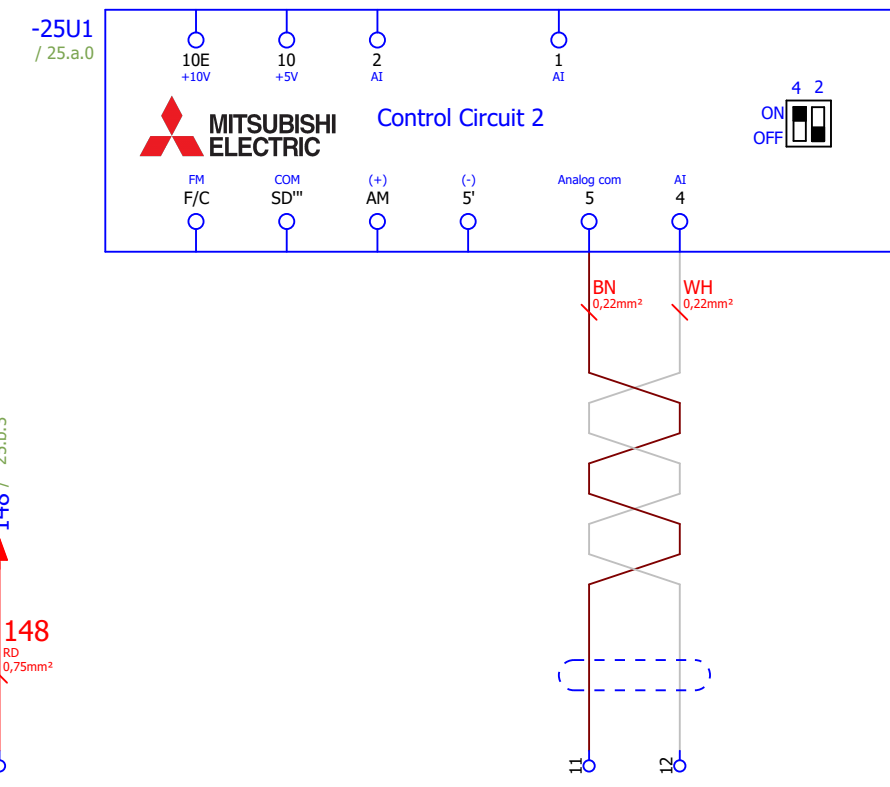 -25U1
/ 25.a.0
10E
+10V
10
+5V
2
AI
1
AI
MITSUBISHI
ELECTRIC
Control Circuit 2
4 2
ON
OFF
FM
F/C
COM
SD'''
(+)
AM
(-)
5'
Analog com
5
AI
4
BN
0,22mm²
WH
0,22mm²
148 /
148
RD
0,75mm²
11
12